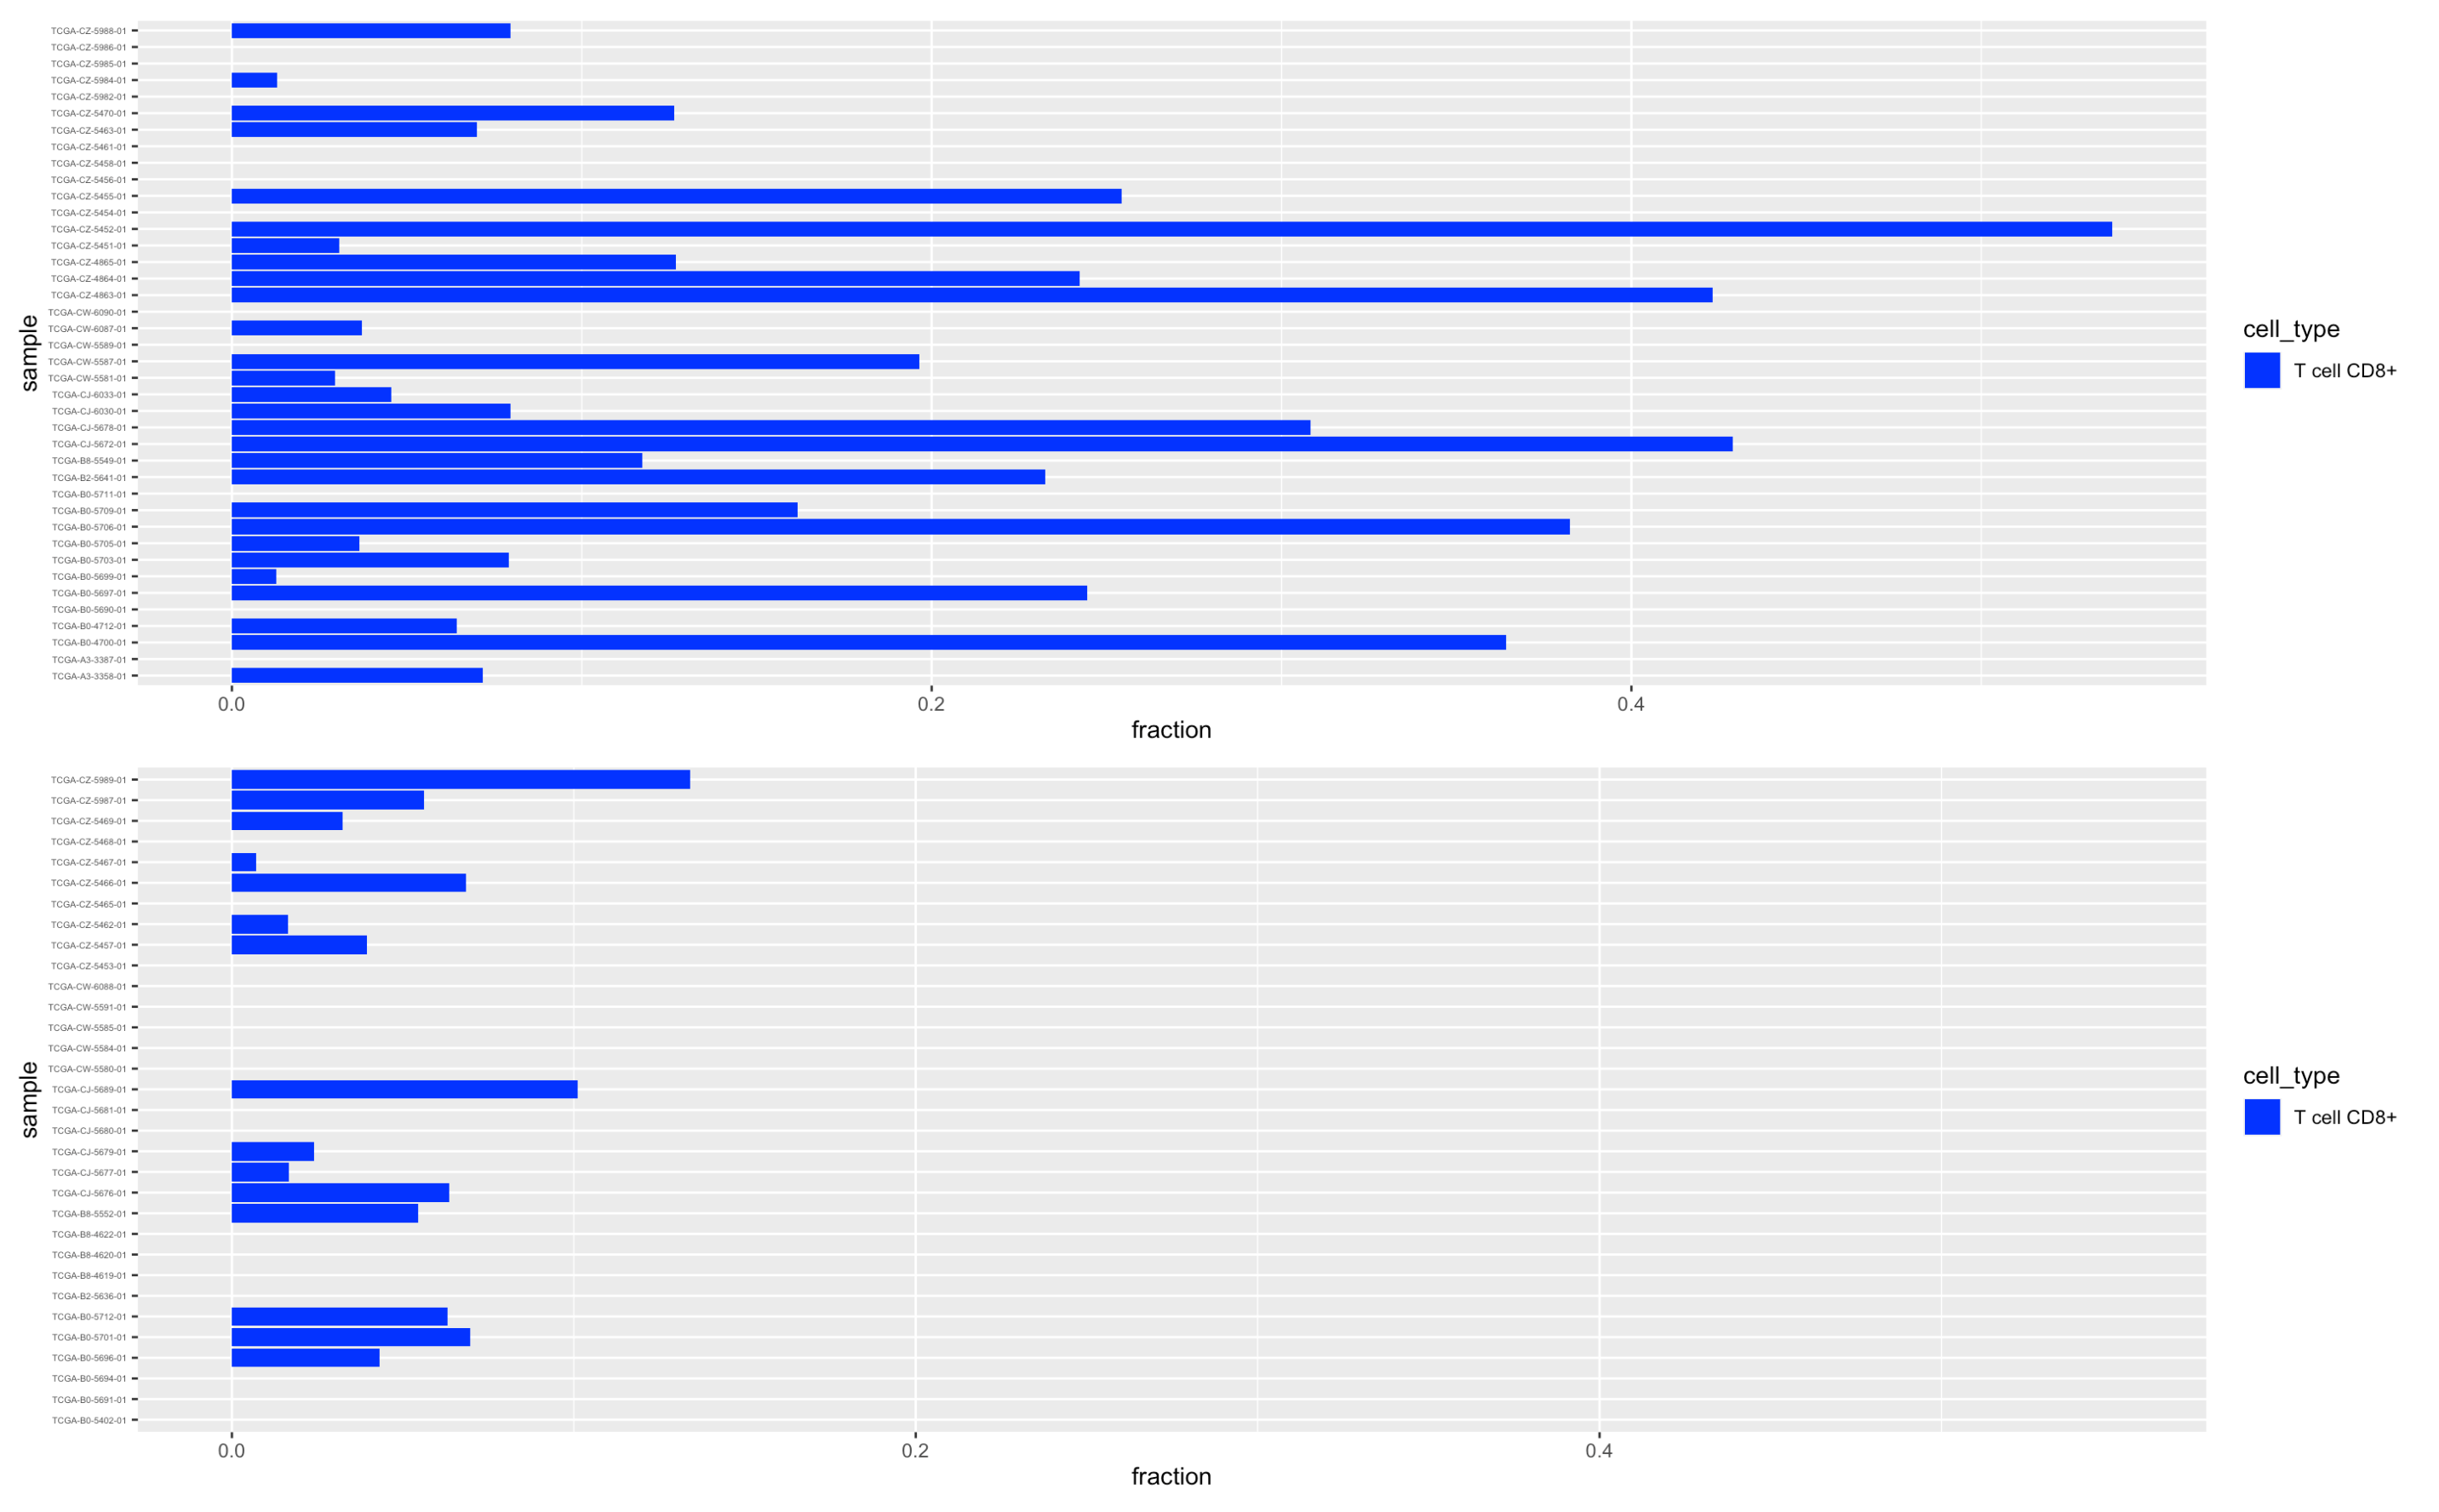 TCGA-CZ-5988-01
TCGA-CZ-5986-01
TCGA-CZ-5985-01
TCGA-CZ-5984-01
TCGA-CZ-5982-01
TCGA-CZ-5470-01
TCGA-CZ-5463-01
TCGA-CZ-5461-01
TCGA-CZ-5458-01
TCGA-CZ-5456-01
TCGA-CZ-5455-01
TCGA-CZ-5454-01
TCGA-CZ-5452-01
TCGA-CZ-5451-01
TCGA-CZ-4865-01
TCGA-CZ-4864-01
TCGA-CZ-4863-01
TCGA-CW-6090-01
TCGA-CW-6087-01
TCGA-CW-5589-01
TCGA-CW-5587-01
TCGA-CW-5581-01
TCGA-CJ-6033-01
TCGA-CJ-6030-01
TCGA-CJ-5678-01
TCGA-CJ-5672-01
TCGA-B8-5549-01
TCGA-B2-5641-01
TCGA-B0-5711-01
TCGA-B0-5709-01
TCGA-B0-5706-01
TCGA-B0-5705-01
TCGA-B0-5703-01
TCGA-B0-5699-01
TCGA-B0-5697-01
TCGA-B0-5690-01
TCGA-B0-4712-01
TCGA-B0-4700-01
TCGA-A3-3387-01
TCGA-A3-3358-01
sample
0.0 0.2 0.4
fraction
cell_type
T cell CD8+
TCGA-CZ-5989-01
TCGA-CZ-5987-01
TCGA-CZ-5469-01
TCGA-CZ-5468-01
TCGA-CZ-5467-01
TCGA-CZ-5466-01
TCGA-CZ-5465-01
TCGA-CZ-5462-01
TCGA-CZ-5457-01
TCGA-CZ-5453-01
TCGA-CW-6088-01
TCGA-CW-5591-01
TCGA-CW-5585-01
TCGA-CW-5584-01
TCGA-CW-5580-01
TCGA-CJ-5689-01
TCGA-CJ-5681-01
TCGA-CJ-5680-01
TCGA-CJ-5679-01
TCGA-CJ-5677-01
TCGA-CJ-5676-01
TCGA-B8-5552-01
TCGA-B8-4622-01
TCGA-B8-4620-01
TCGA-B8-4619-01
TCGA-B2-5636-01
TCGA-B0-5712-01
TCGA-B0-5701-01
TCGA-B0-5696-01
TCGA-B0-5694-01
TCGA-B0-5691-01
TCGA-B0-5402-01
sample
0.0 0.2 0.4
fraction
cell_type
T cell CD8+